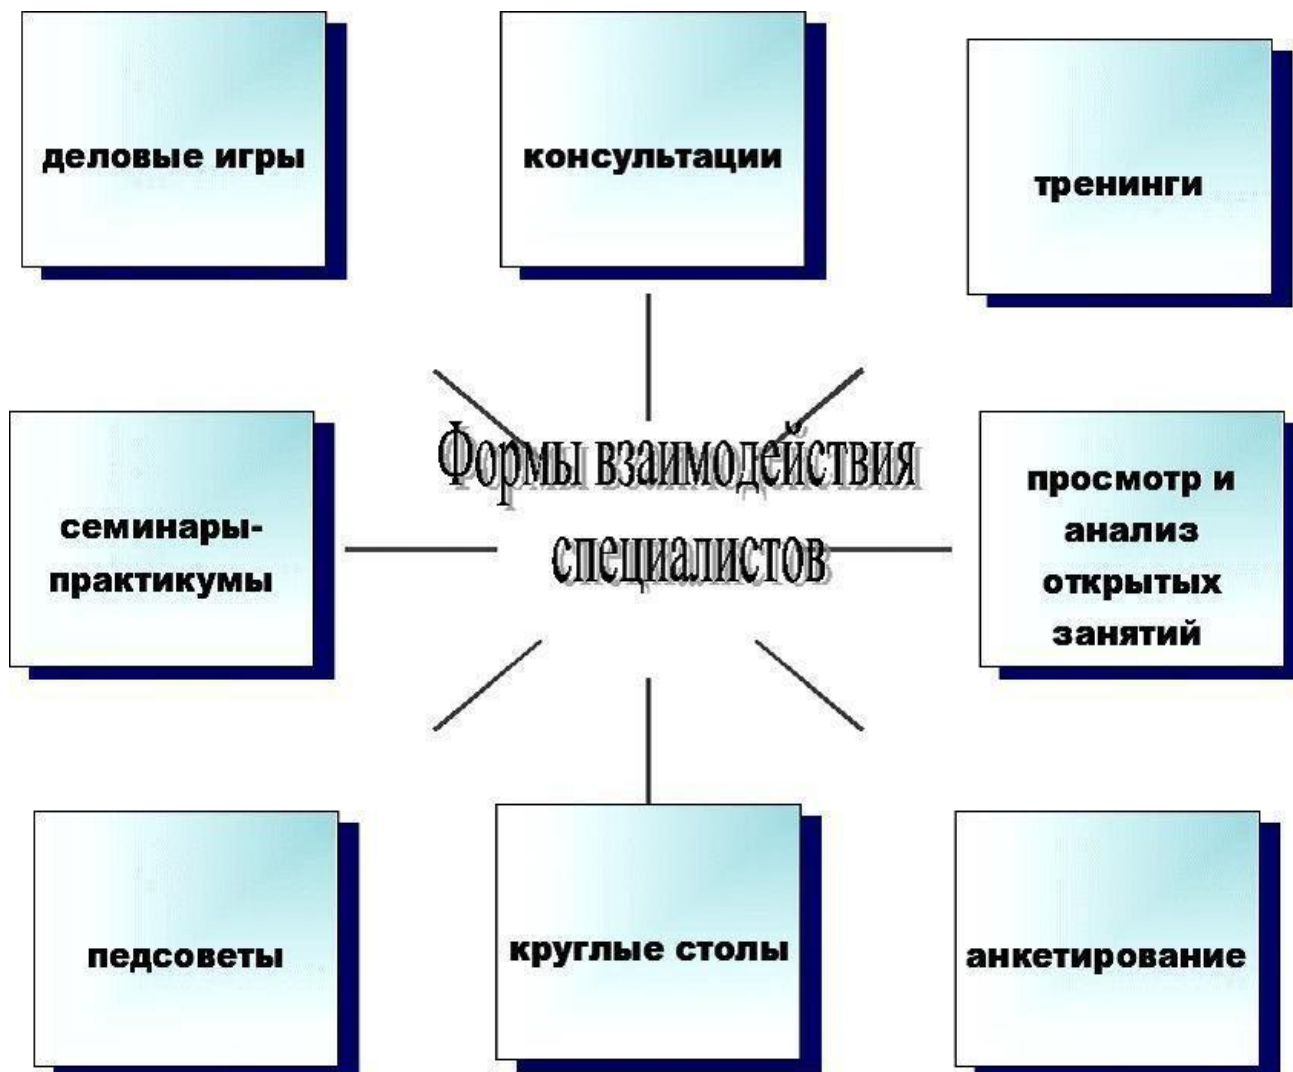 деловые игры
консультации
тренинги
Формы взаимодействия
специалистов
семинары-
практикумы
просмотр и
анализ
открытых
занятий
педсоветы
круглые столы
анкетирование